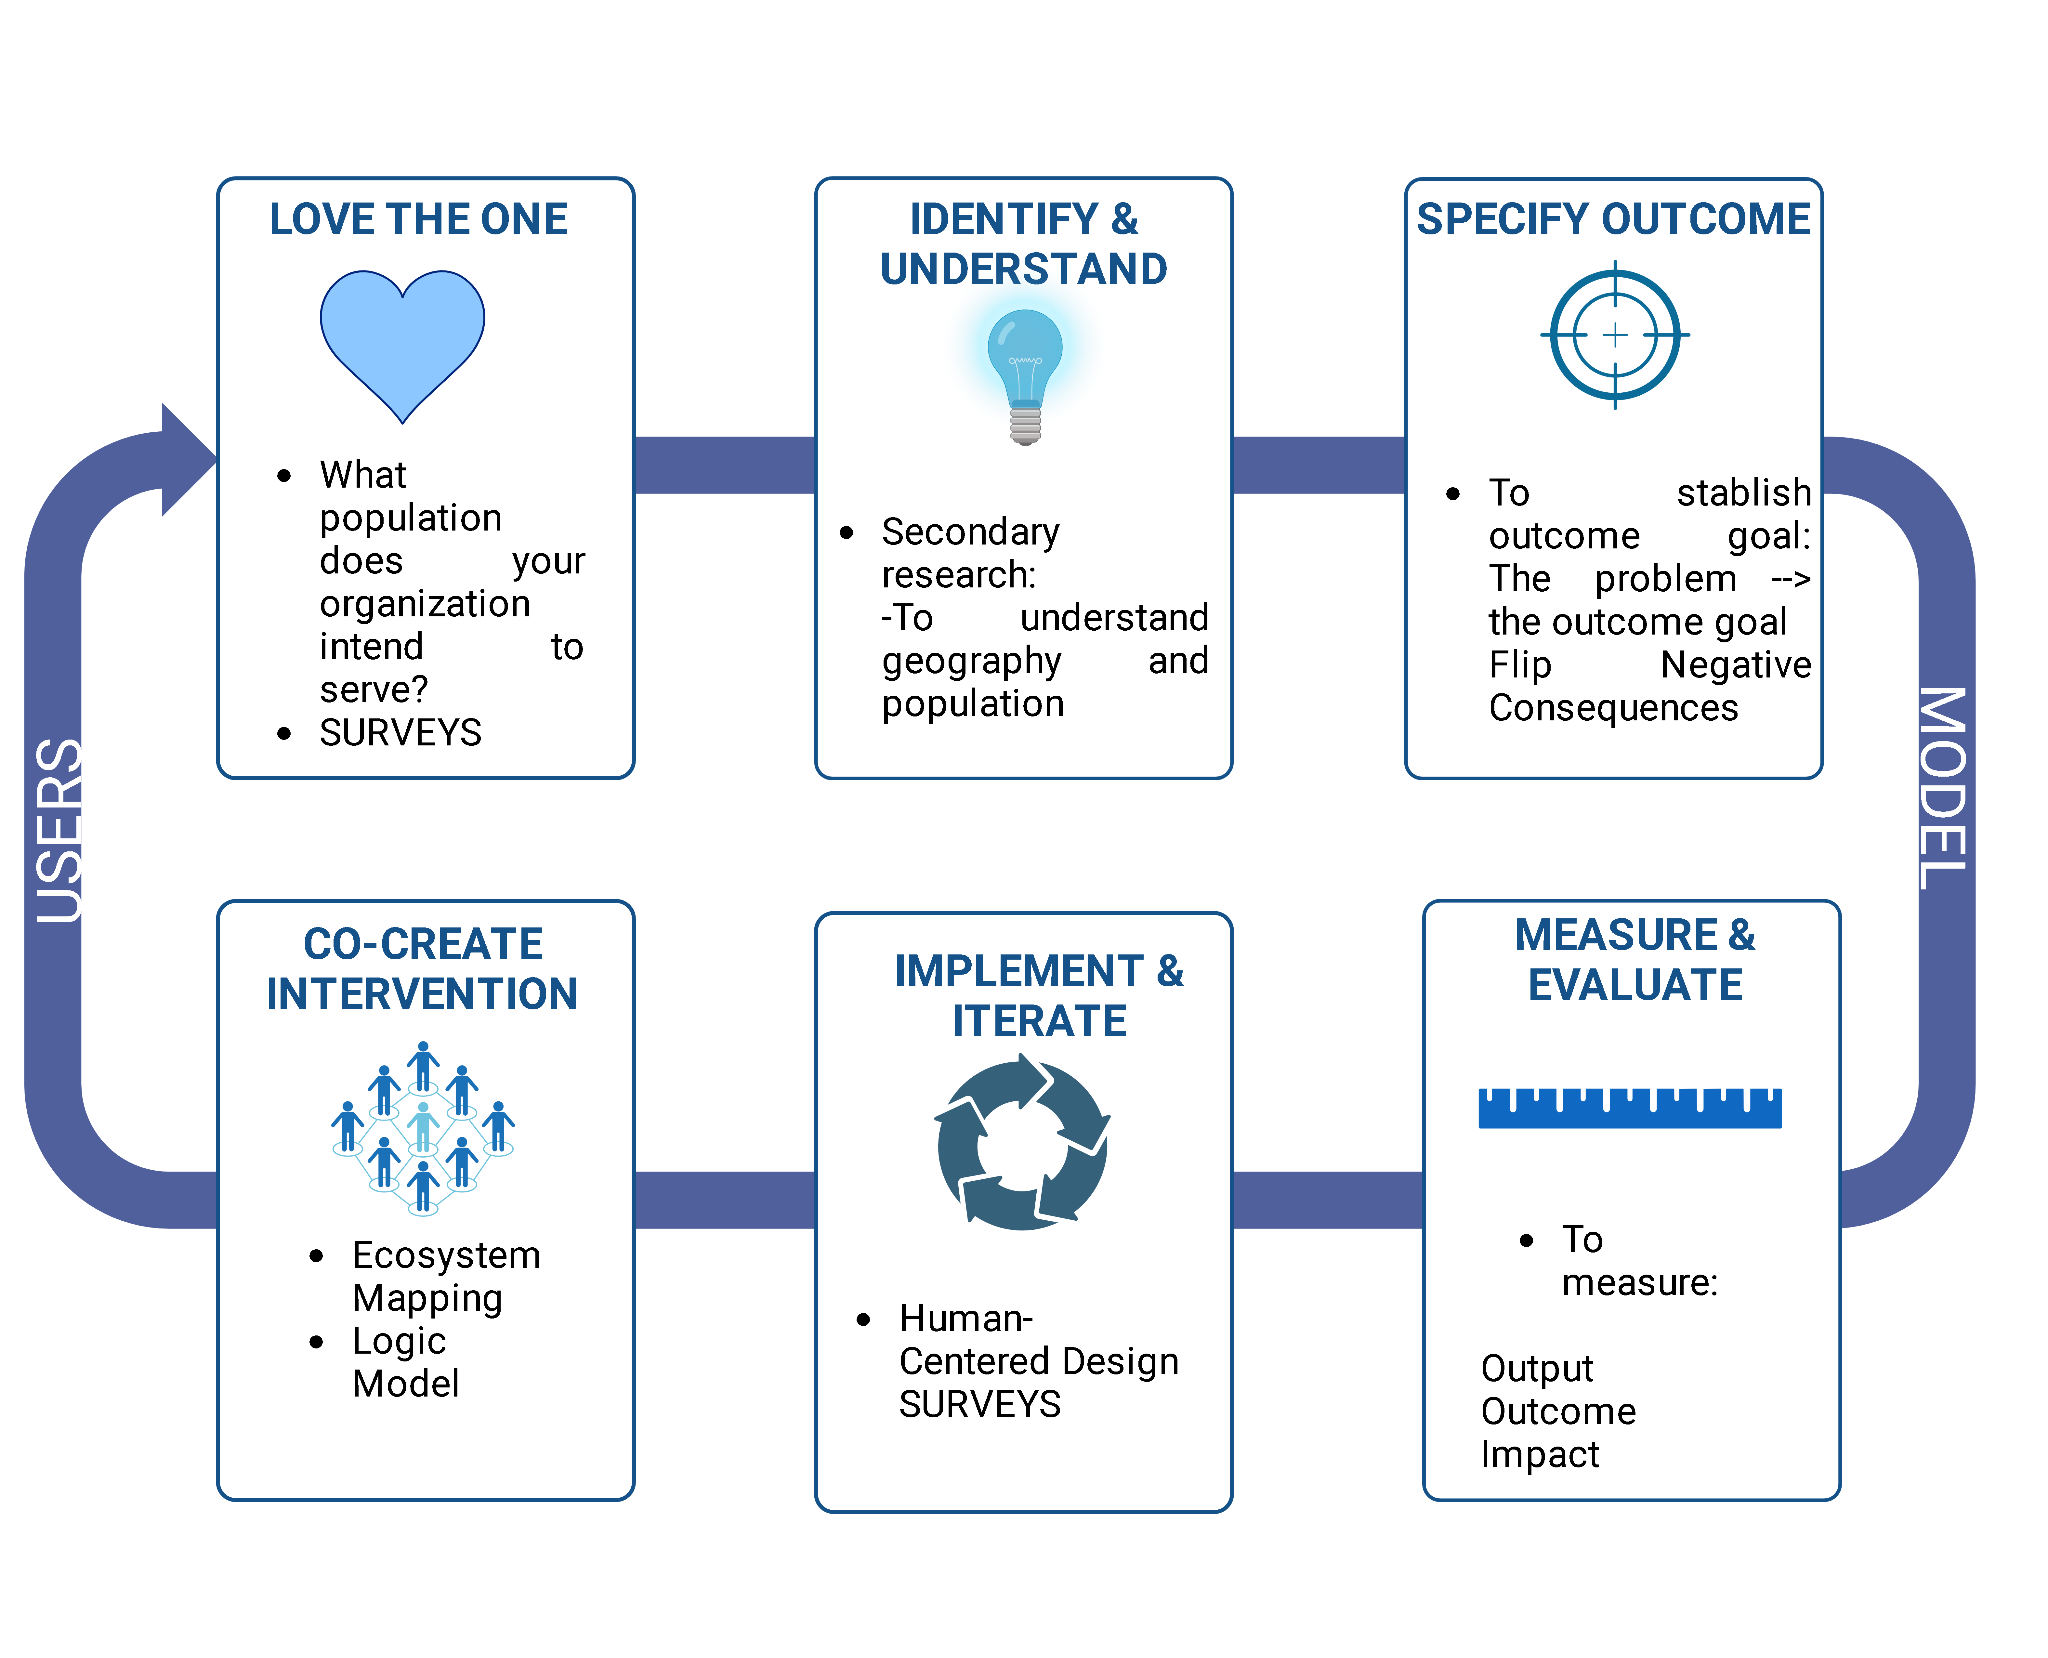 LOVE THE ONE
• What
population
does your
organization
intend to
serve?
• SURVEYS
IDENTIFY &
UNDERSTAND
• Secondary
research:
-To understand
geography and
population
SPECIFY OUTCOME
• To stablish
outcome goal:
The problem -->
the outcome goal
Flip Negative
Consequences
USERS
MODEL
CO-CREATE
INTERVENTION
• Ecosystem
Mapping
• Logic
Model
IMPLEMENT &
ITERATE
• Human-
Centered Design
SURVEYS
MEASURE &
EVALUATE
• To
measure:
Output
Outcome
Impact